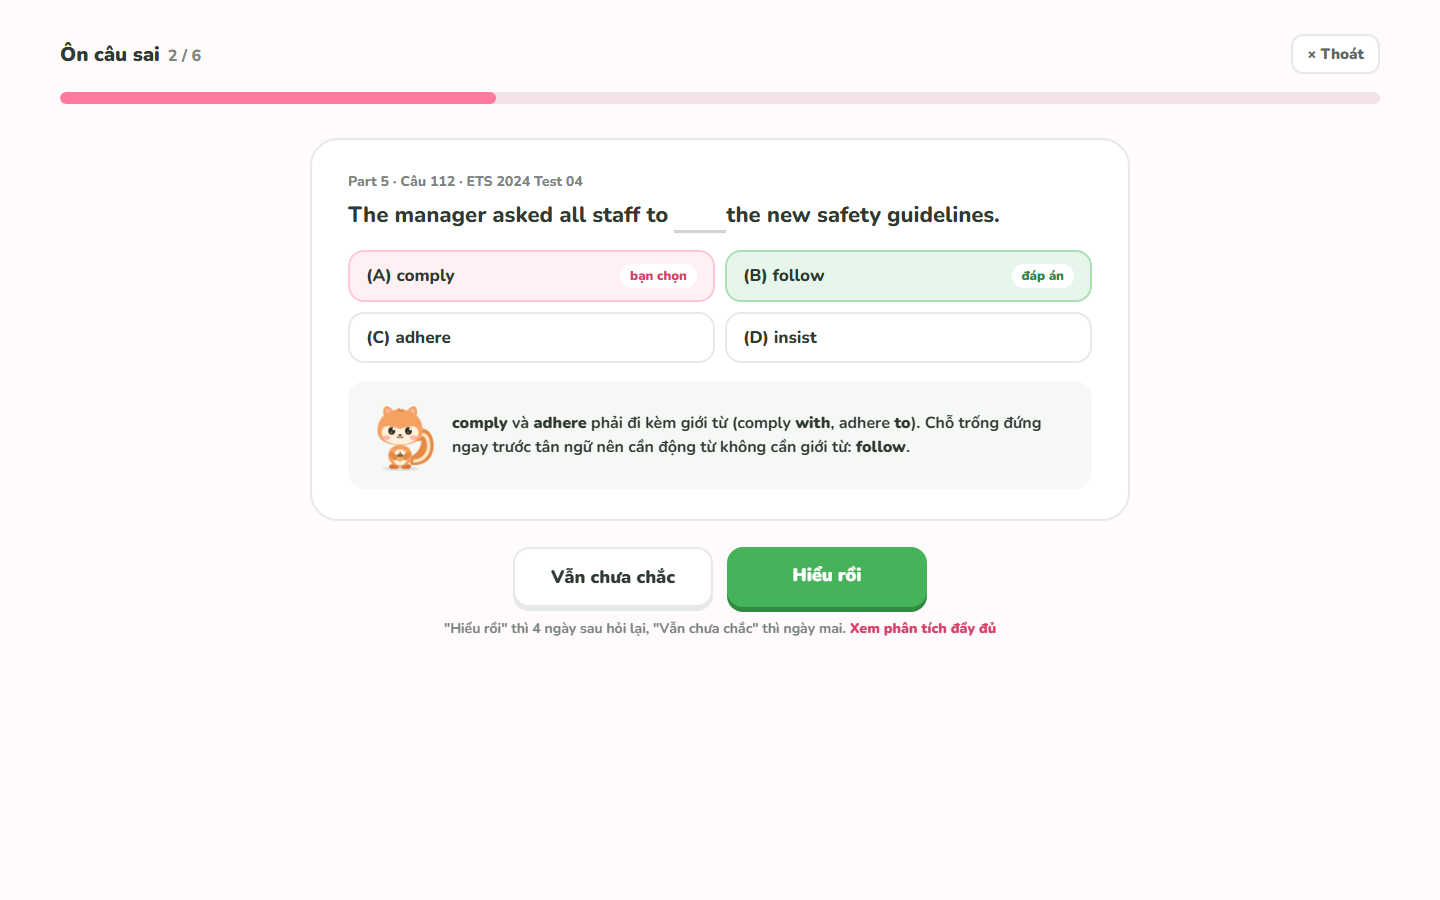 Ôn câu sai 2 / 6
× Thoát
Part 5 · Câu 112 · ETS 2024 Test 04
The manager asked all staff to ____ the new safety guidelines.
(A) comply bạn chọn
(B) follow đáp án
(C) adhere
(D) insist
comply và adhere phải đi kèm giới từ (comply with, adhere to). Chỗ trống đứng
ngay trước tân ngữ nên cần động từ không cần giới từ: follow.
Vẫn chưa chắc
Hiểu rồi
"Hiểu rồi" thì 4 ngày sau hỏi lại, "Vẫn chưa chắc" thì ngày mai. Xem phân tích đầy đủ